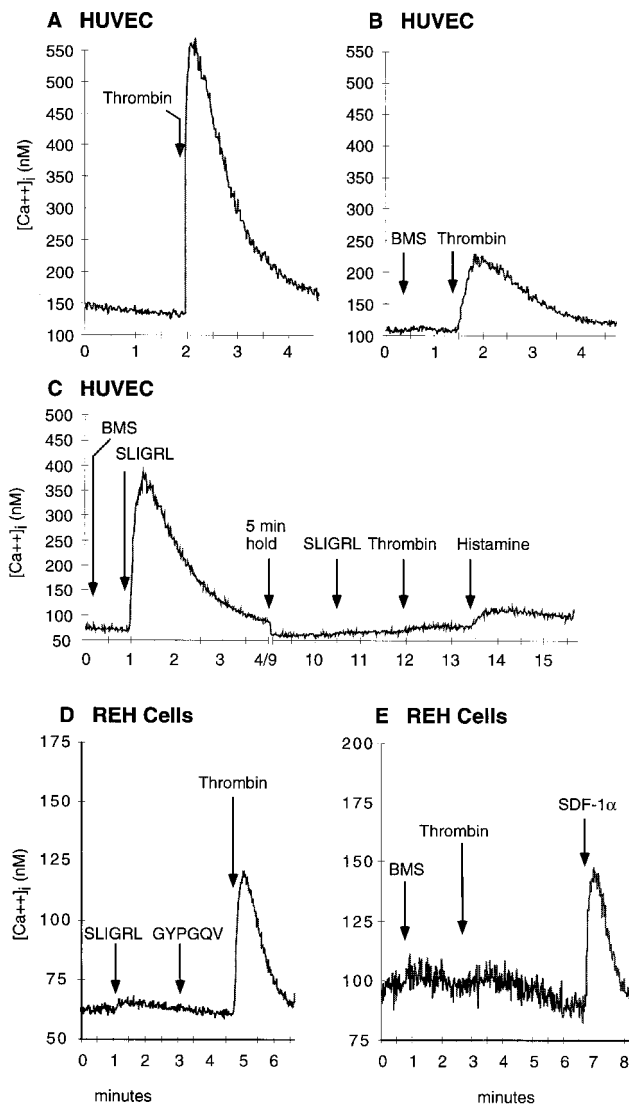 A HUVEC
550
500
450
400
350
300
250
200
150
100
[Ca++]i (nM)
Thrombin
0 1 2 3 4
B HUVEC
550
500
450
400
350
300
250
200
150
100
BMS Thrombin
0 1 2 3 4
C HUVEC
500
450
400
350
300
250
200
150
100
50
[Ca++]i (nM)
BMS
SLIGRL
5 min
hold
SLIGRL Thrombin Histamine
0 1 2 3 4/9 10 11 12 13 14 15
D REH Cells
175
150
125
100
75
50
[Ca++]i (nM)
Thrombin
SLIGRL GYPGQV
0 1 2 3 4 5 6
minutes
E REH Cells
200
175
150
125
100
75
SDF-1α
Thrombin
BMS
0 1 2 3 4 5 6 7 8
minutes